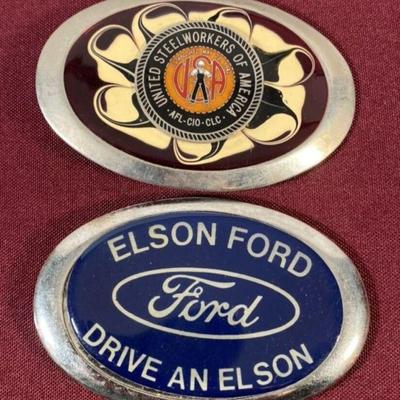 UNITED STEELWORKERS OF AMERICA
USA
AFL-CIO-CLC
ELSON FORD
Ford
DRIVE AN ELSON